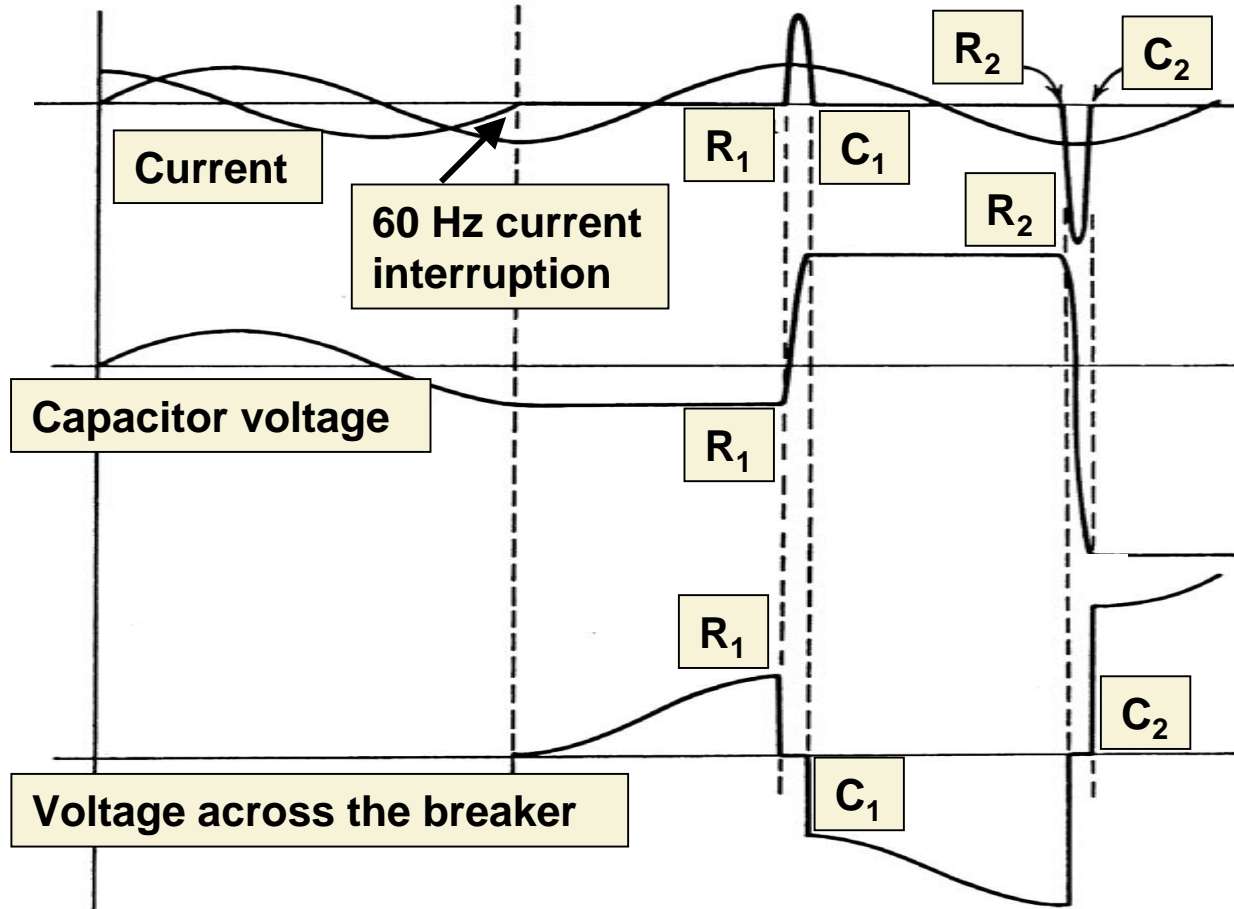 R₂
C₂
Current
R₁
C₁
60 Hz current
interruption
R₂
Capacitor voltage
R₁
R₁
C₂
Voltage across the breaker
C₁